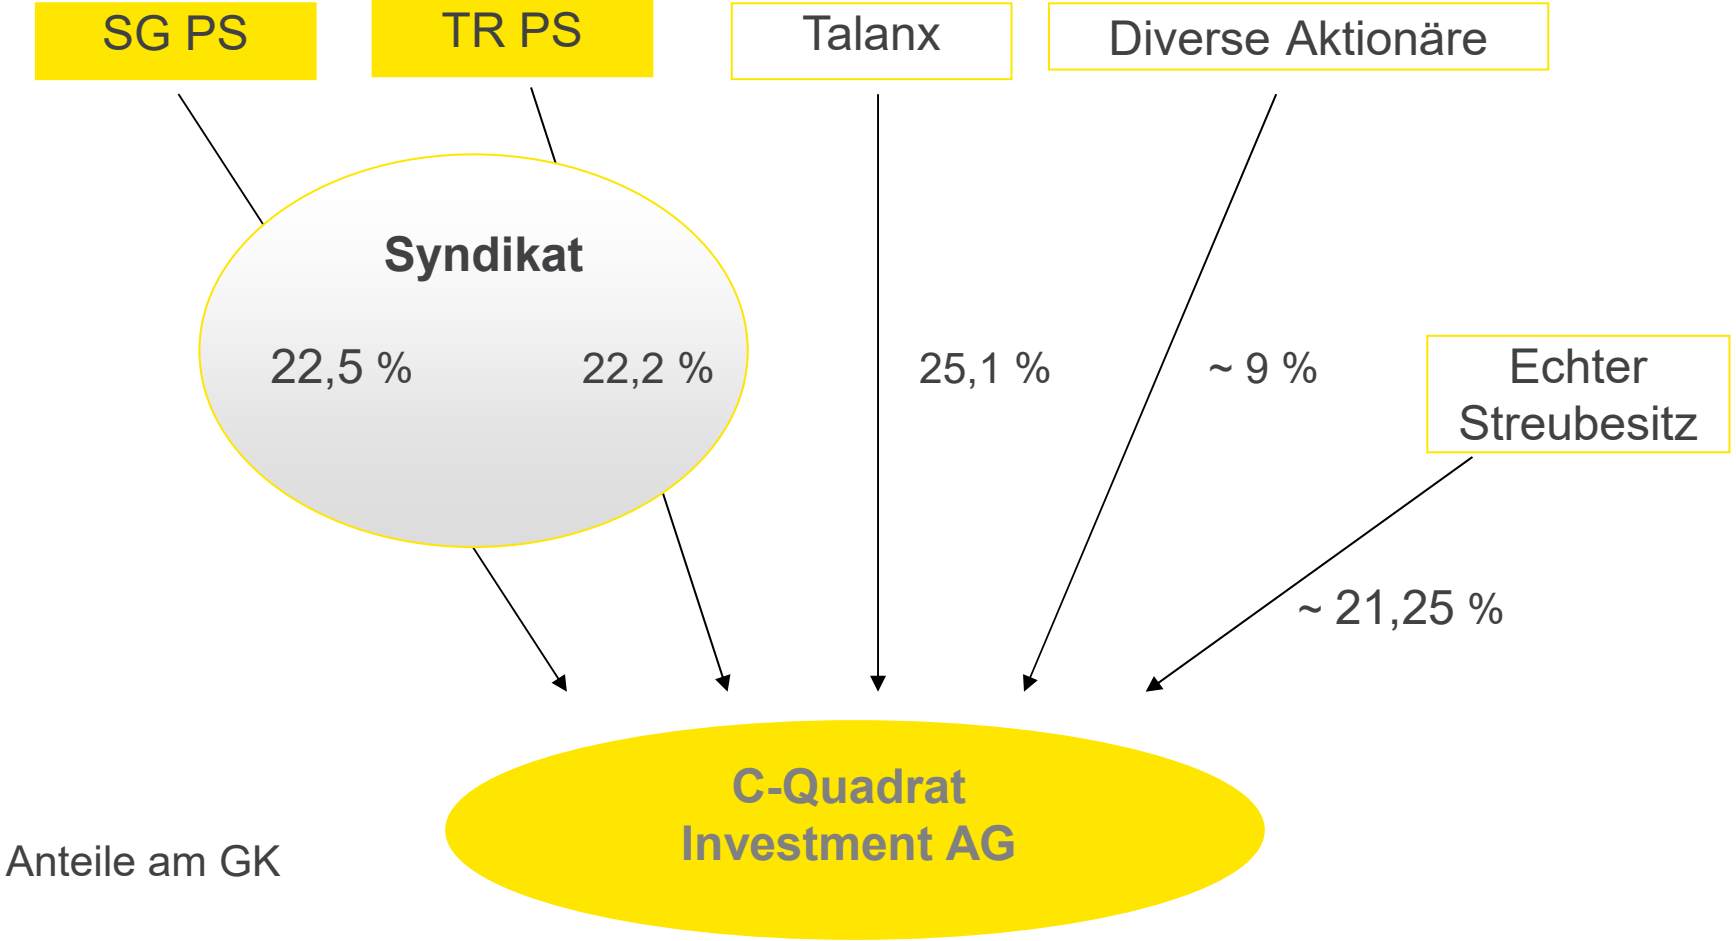 SG PS
TR PS
Talanx
Diverse Aktionäre
Syndikat
22,5 %
22,2 %
25,1 %
~ 9 %
Echter
Streubesitz
~ 21,25 %
C-Quadrat
Investment AG
Anteile am GK